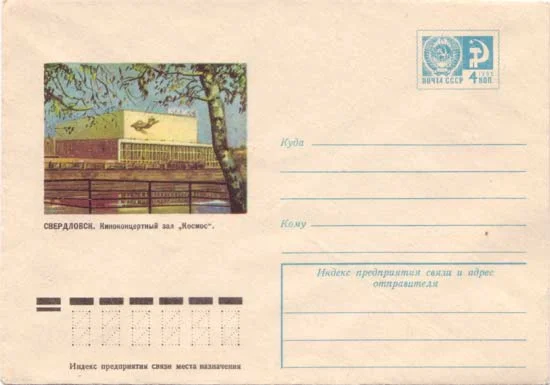 КОСМОС
ПОЧТА СССР
1966
4 КОП
СВЕРДЛОВСК. Киноконцертный зал „Космос“.
Куда
Кому
Индекс предприятия связи и адрес
отправителя
Индекс предприятия связи места назначения